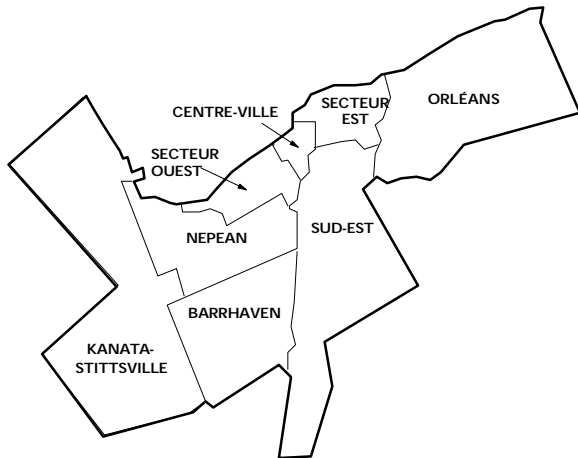 SECTEUR
EST
ORLÉANS
CENTRE-VILLE
SECTEUR
OUEST
NEPEAN
SUD-EST
BARRHAVEN
KANATA-
STITTSVILLE